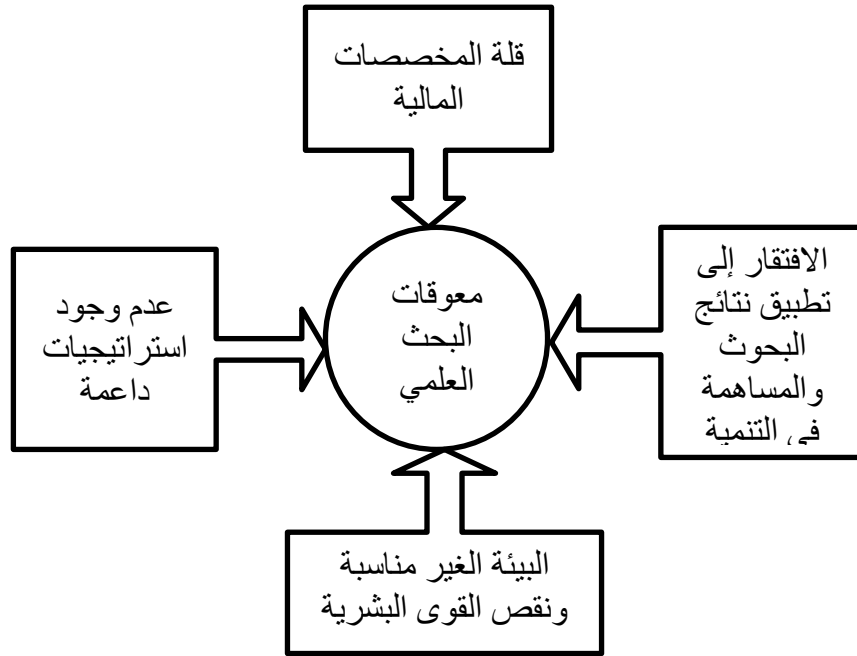 قلة المخصصات
المالية
الافتقار إلى
تطبيق نتائج
البحوث
والمساهمة
في التنمية
معوقات
البحث
العلمي
عدم وجود
استراتيجيات
داعمة
البيئة الغير مناسبة
ونقص القوى البشرية